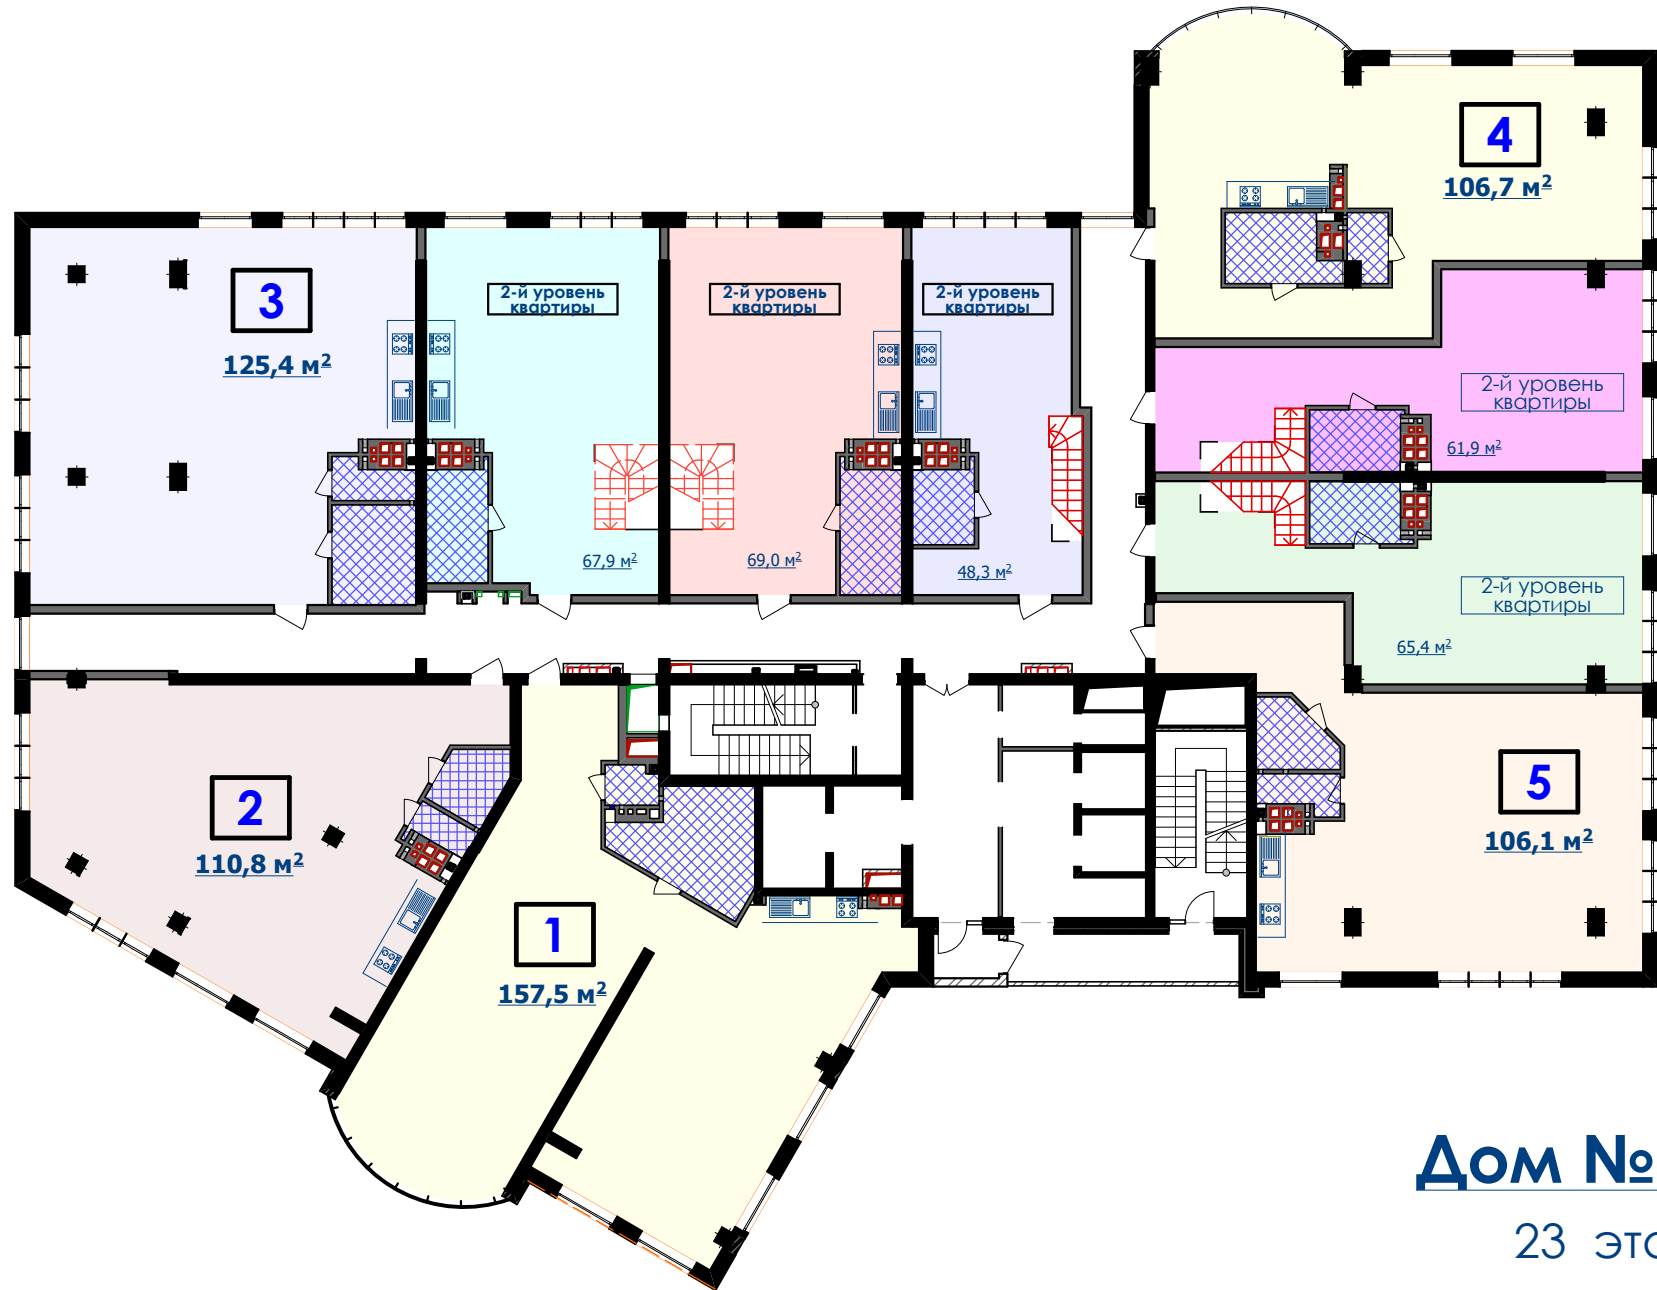 4
106,7 м²
3
125,4 м²
2-й уровень
квартиры
67,9 м²
2-й уровень
квартиры
69,0 м²
2-й уровень
квартиры
48,3 м²
2-й уровень
квартиры
61,9 м²
2-й уровень
квартиры
65,4 м²
2
110,8 м²
1
157,5 м²
5
106,1 м²
Дом №
23